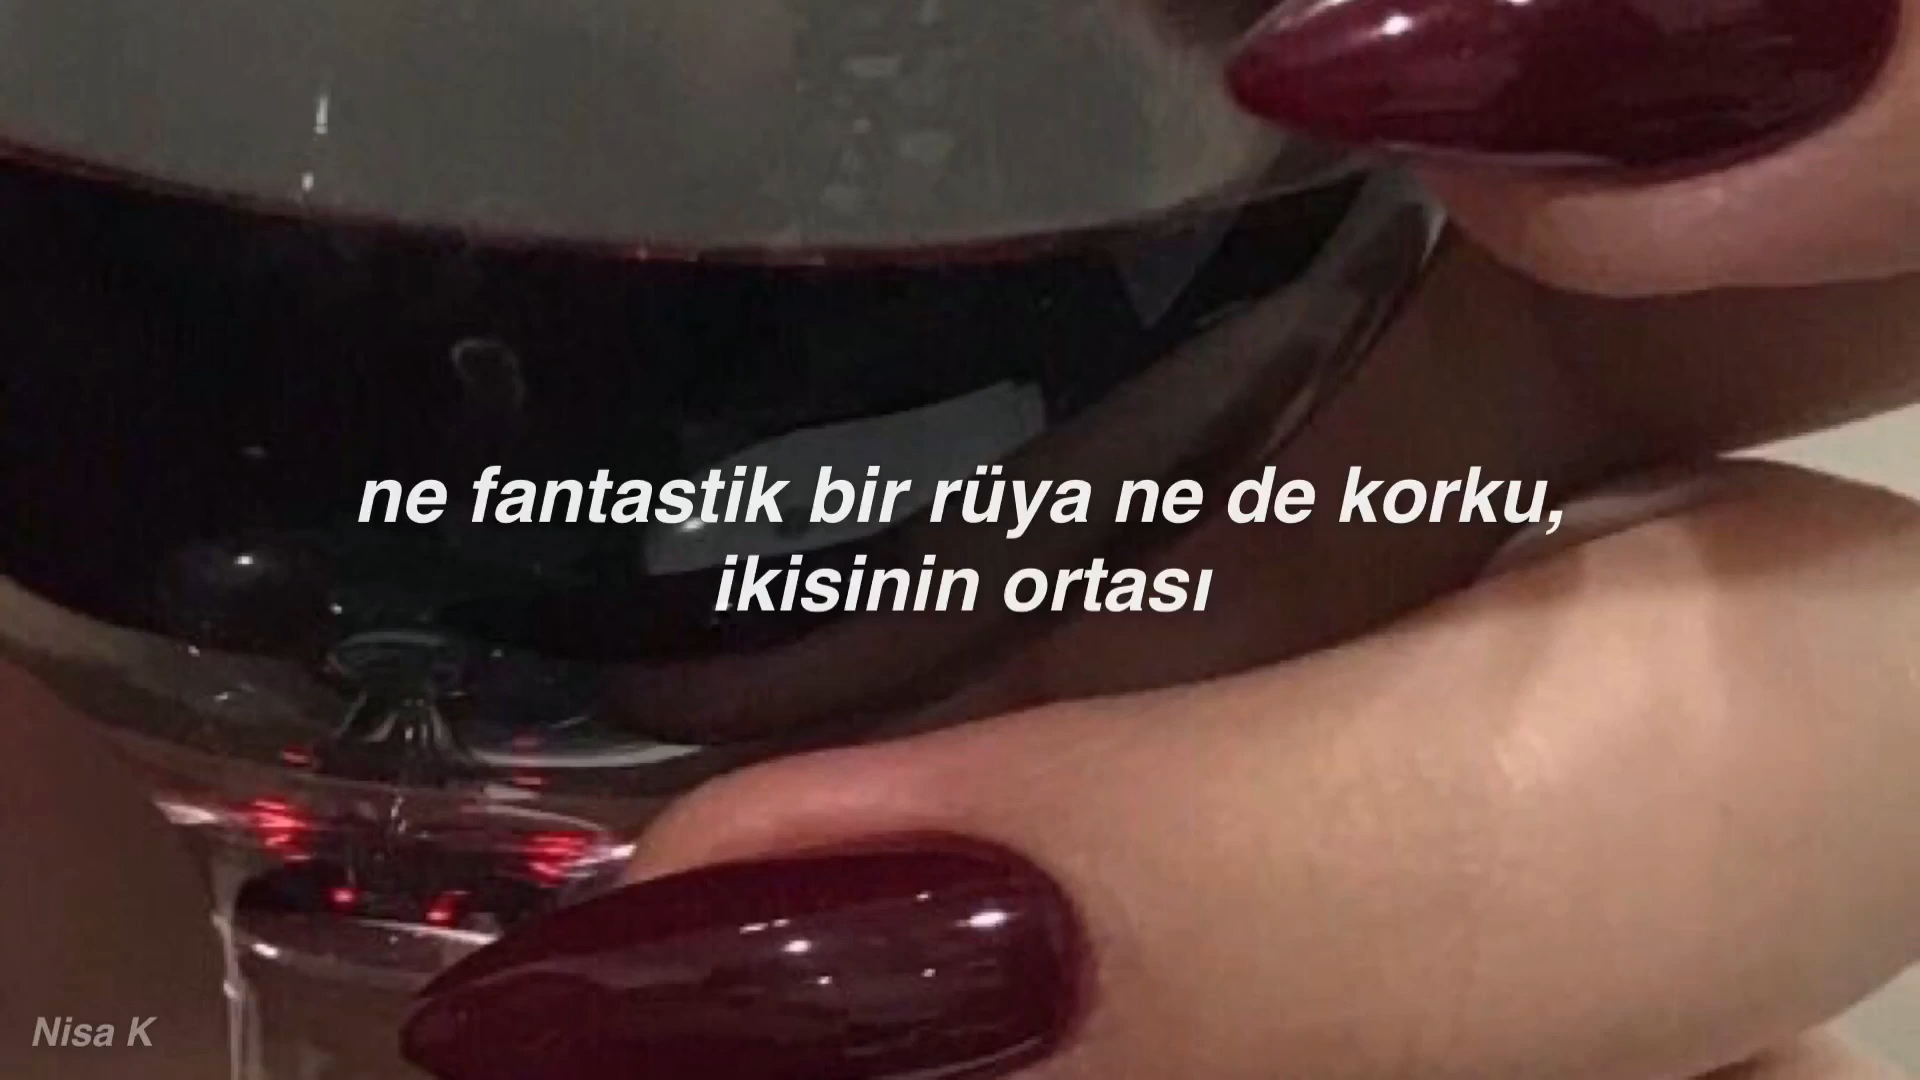 ne fantastik bir rüya ne de korku,
ikisinin ortası
Nisa K